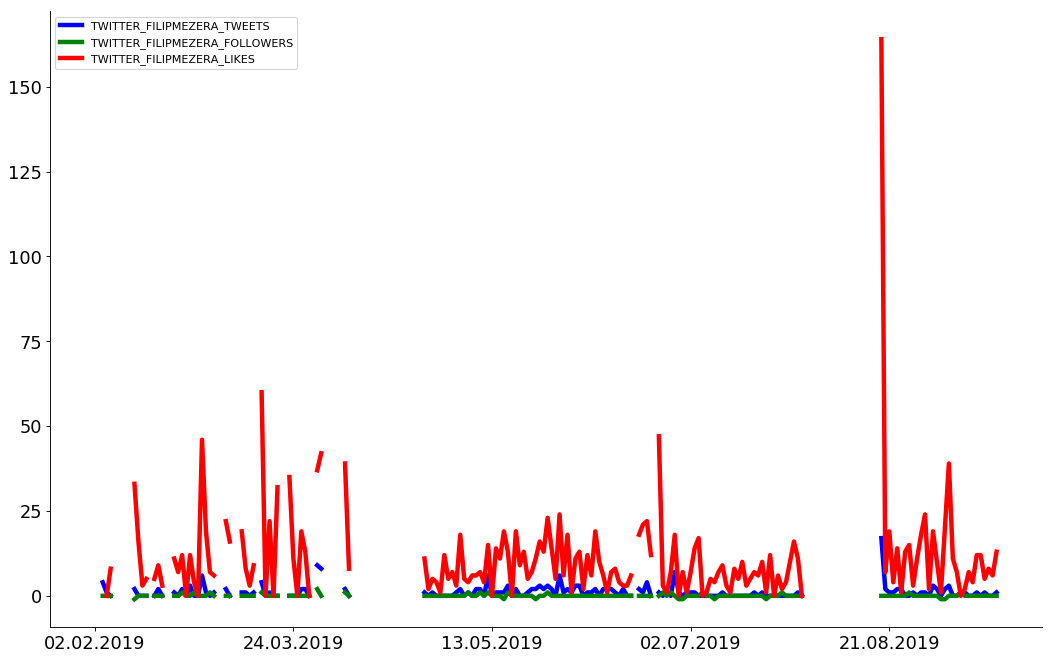 TWITTER_FILIPMEZERA_TWEETS
TWITTER_FILIPMEZERA_FOLLOWERS
TWITTER_FILIPMEZERA_LIKES
150
125
100
75
50
25
0
02.02.2019 24.03.2019 13.05.2019 02.07.2019 21.08.2019